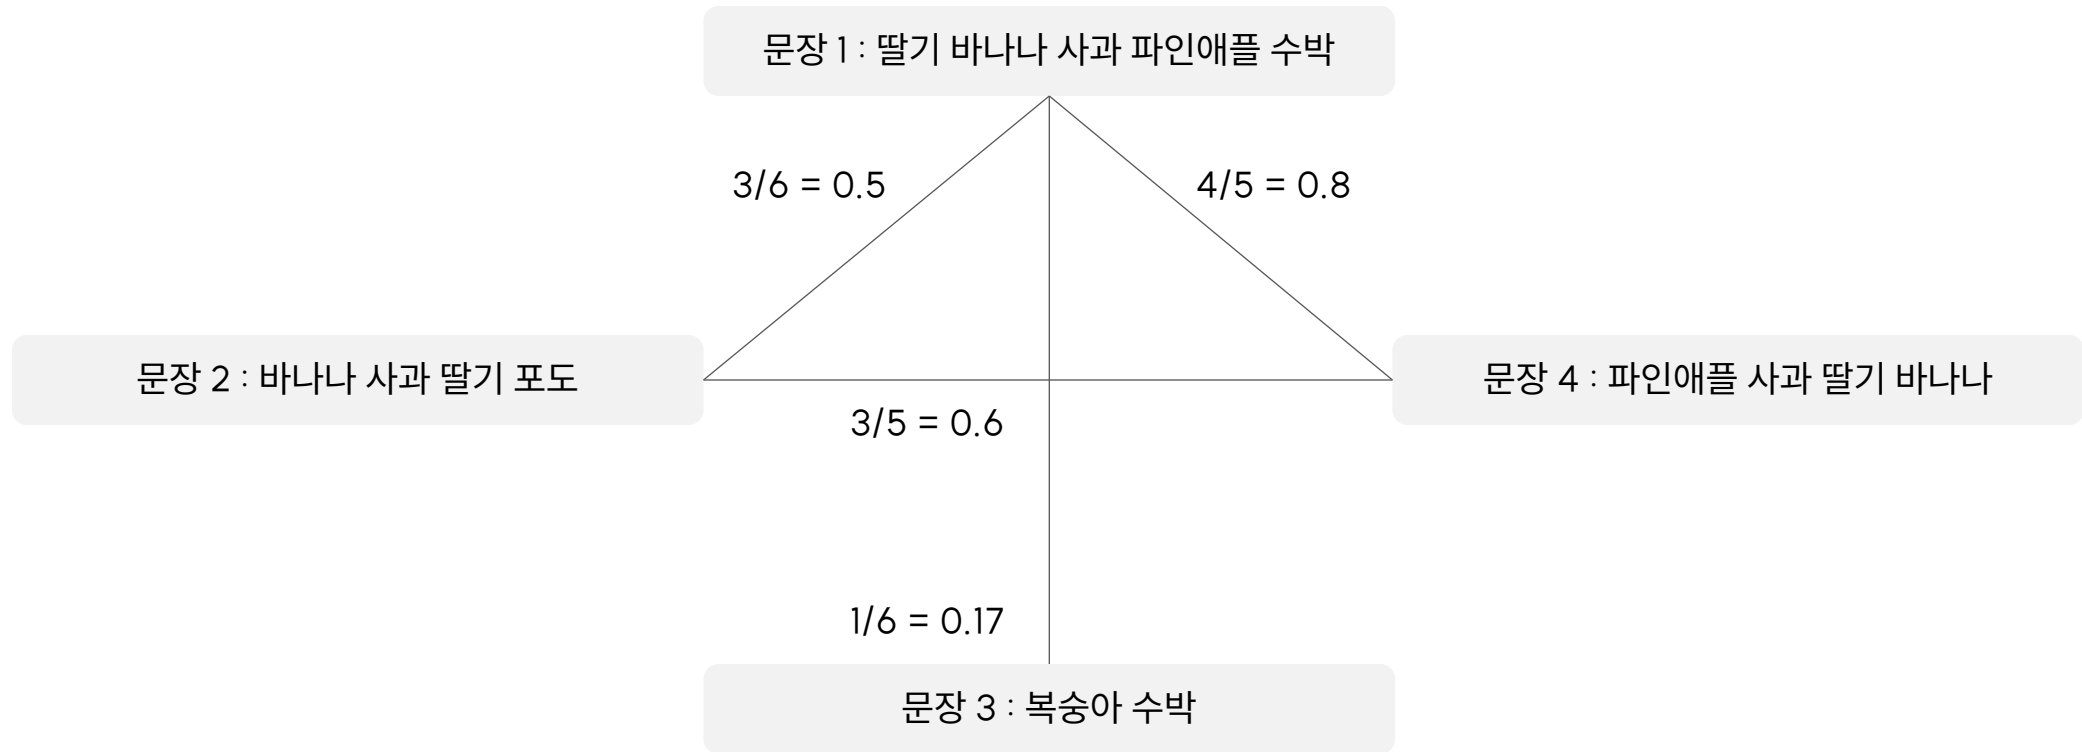 문장 1 : 딸기 바나나 사과 파인애플 수박
3/6 = 0.5
4/5 = 0.8
문장 2 : 바나나 사과 딸기 포도
문장 4 : 파인애플 사과 딸기 바나나
3/5 = 0.6
1/6 = 0.17
문장 3 : 복숭아 수박